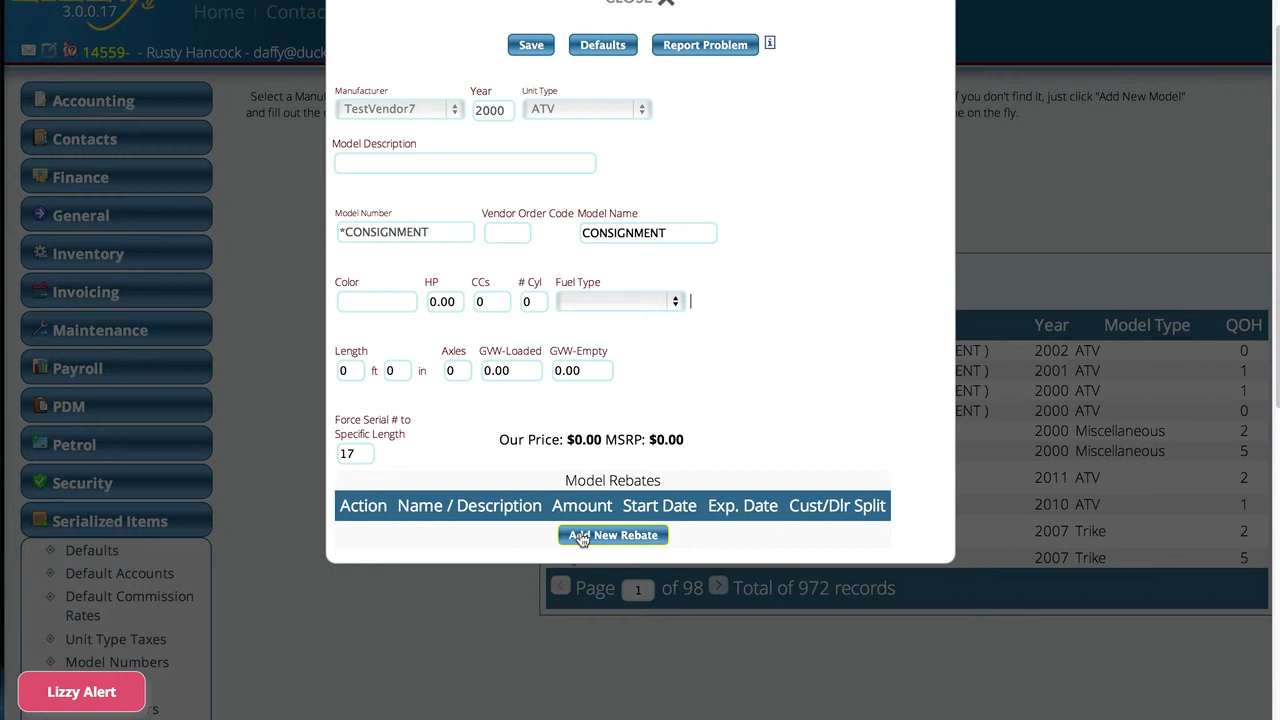 CLOSE
3.0.0.17
Home
Contac
14559- - Rusty Hancock - daffy@duck
Save
Defaults
Report Problem
Accounting
Contacts
Finance
General
Inventory
Invoicing
Maintenance
Payroll
PDM
Petrol
Security
Serialized Items
Defaults
Default Accounts
Default Commission
Rates
Unit Type Taxes
Model Numbers
Lizzy Alert
Select a Manu
and fill out the
if you don't find it, just click "Add New Model"
e on the fly.
Manufacturer Year Unit Type
TestVendor7 2000 ATV
Model Description
Model Number Vendor Order Code Model Name
*CONSIGNMENT CONSIGNMENT
Color HP CCs # Cyl Fuel Type
0.00 0 0
Length Axles GVW-Loaded GVW-Empty
0 ft 0 in 0 0.00 0.00
Force Serial # to
Specific Length
17
Our Price: $0.00 MSRP: $0.00
Model Rebates
Action Name / Description Amount Start Date Exp. Date Cust/Dlr Split
Add New Rebate
Year Model Type QOH
ENT ) 2002 ATV 0
ENT ) 2001 ATV 1
ENT ) 2000 ATV 1
ENT ) 2000 ATV 0
2000 Miscellaneous 2
2000 Miscellaneous 5
2011 ATV 2
2010 ATV 1
2007 Trike 2
2007 Trike 5
Page 1 of 98 Total of 972 records